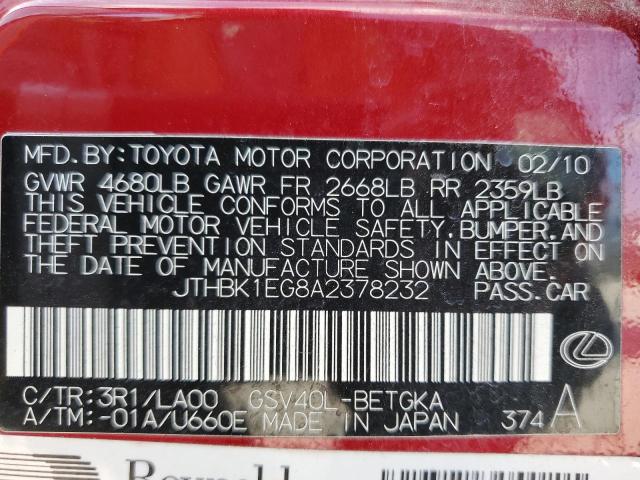 MFD. BY: TOYOTA MOTOR CORPORATION 02/10
GVWR 4680LB GAWR FR 2668LB RR 2359LB
THIS VEHICLE CONFORMS TO ALL APPLICABLE
FEDERAL MOTOR VEHICLE SAFETY, BUMPER, AND
THEFT PREVENTION STANDARDS IN EFFECT ON
THE DATE OF MANUFACTURE SHOWN ABOVE.
JTHBK1EG8A2378232 PASS. CAR
C/TR: 3R1/LA00 GSV40L-BETGKA
A/TM: -01A/U660E MADE IN JAPAN 374 A